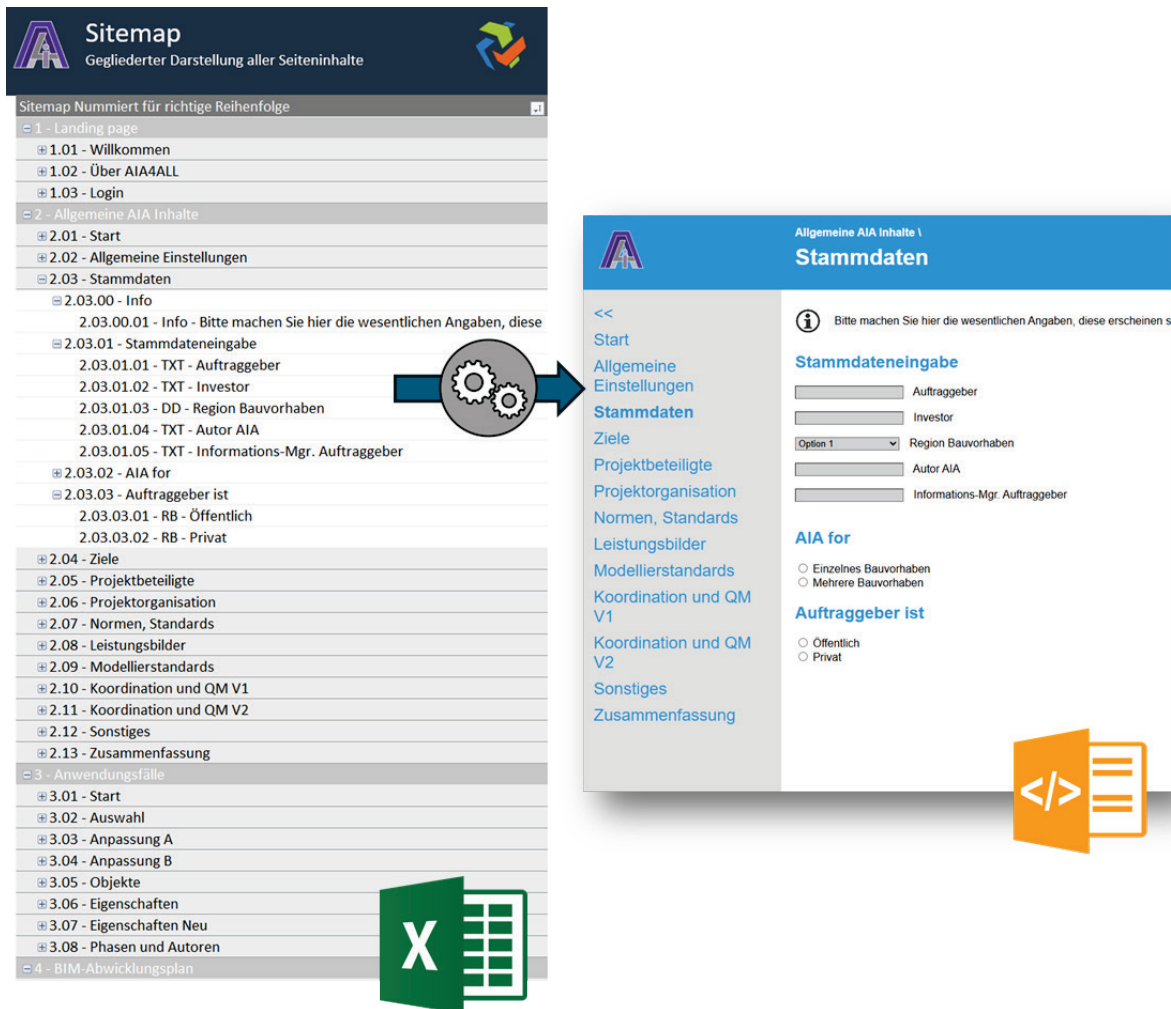 Sitemap
Gegliederter Darstellung aller Seiteninhalte
Sitemap Nummiert für richtige Reihenfolge
1 - Landing page
1.01 - Willkommen
1.02 - Über AIA4ALL
1.03 - Login
2 - Allgemeine AIA Inhalte
2.01 - Start
2.02 - Allgemeine Einstellungen
2.03 - Stammdaten
2.03.00 - Info
2.03.00.01 - Info - Bitte machen Sie hier die wesentlichen Angaben, diese
2.03.01 - Stammdateneingabe
2.03.01.01 - TXT - Auftraggeber
2.03.01.02 - TXT - Investor
2.03.01.03 - DD - Region Bauvorhaben
2.03.01.04 - TXT - Autor AIA
2.03.01.05 - TXT - Informations-Mgr. Auftraggeber
2.03.02 - AIA for
2.03.03 - Auftraggeber ist
2.03.03.01 - RB - Öffentlich
2.03.03.02 - RB - Privat
2.04 - Ziele
2.05 - Projektbeteiligte
2.06 - Projektorganisation
2.07 - Normen, Standards
2.08 - Leistungsbilder
2.09 - Modellierstandards
2.10 - Koordination und QM V1
2.11 - Koordination und QM V2
2.12 - Sonstiges
2.13 - Zusammenfassung
3 - Anwendungsfälle
3.01 - Start
3.02 - Auswahl
3.03 - Anpassung A
3.04 - Anpassung B
3.05 - Objekte
3.06 - Eigenschaften
3.07 - Eigenschaften Neu
3.08 - Phasen und Autoren
4 - BIM-Abwicklungsplan
X
Allgemeine AIA Inhalte \
Stammdaten
<<
Start
Allgemeine
Einstellungen
Stammdaten
Ziele
Projektbeteiligte
Projektorganisation
Normen, Standards
Leistungsbilder
Modellierstandards
Koordination und QM
V1
Koordination und QM
V2
Sonstiges
Zusammenfassung
Bitte machen Sie hier die wesentlichen Angaben, diese erscheinen s
Stammdateneingabe
Auftraggeber
Investor
Option 1 Region Bauvorhaben
Autor AIA
Informations-Mgr. Auftraggeber
AIA for
Einzelnes Bauvorhaben
Mehrere Bauvorhaben
Auftraggeber ist
Öffentlich
Privat
</>